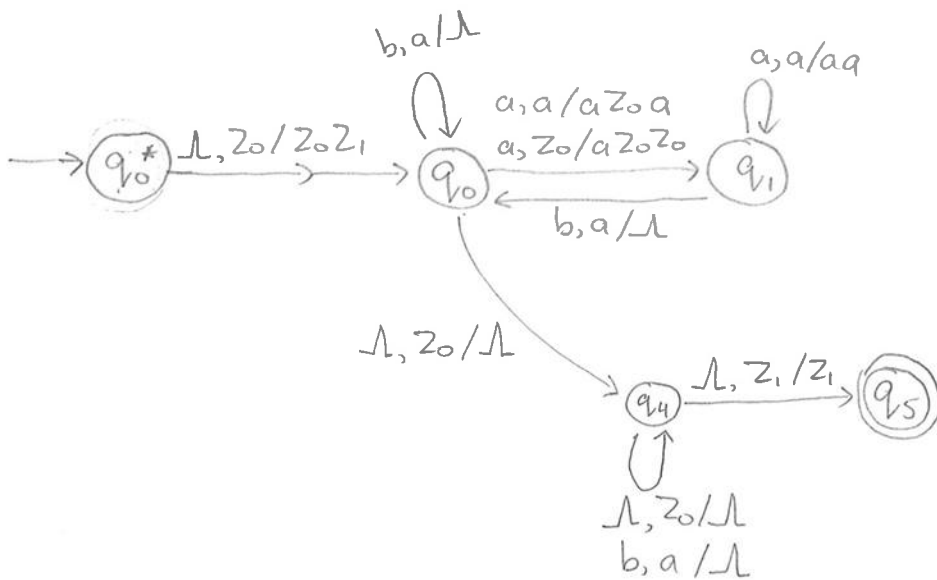 b, a/Λ
a, a/aa
a, a/aZ₀a
a, Z₀/aZ₀Z₀
q₀*
Λ, Z₀/Z₀Z₁
q₀
q₁
b, a/Λ
Λ, Z₀/Λ
Λ, Z₁/Z₁
q₄
q₅
Λ, Z₀/Λ
b, a/Λ